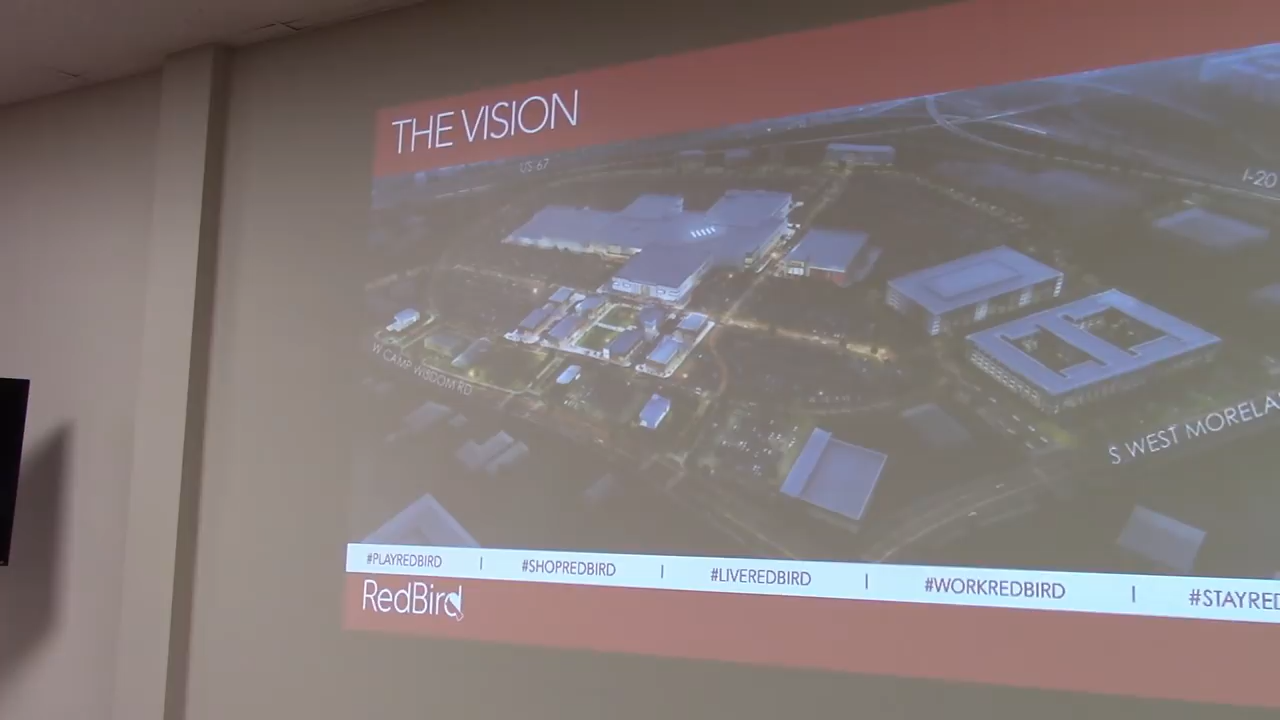 THE VISION
US-67
I-20
W CAMP WISDOM RD
S WEST MORELA
#PLAYREDBIRD | #SHOPREDBIRD | #LIVEREDBIRD | #WORKREDBIRD | #STAYRED
RedBird